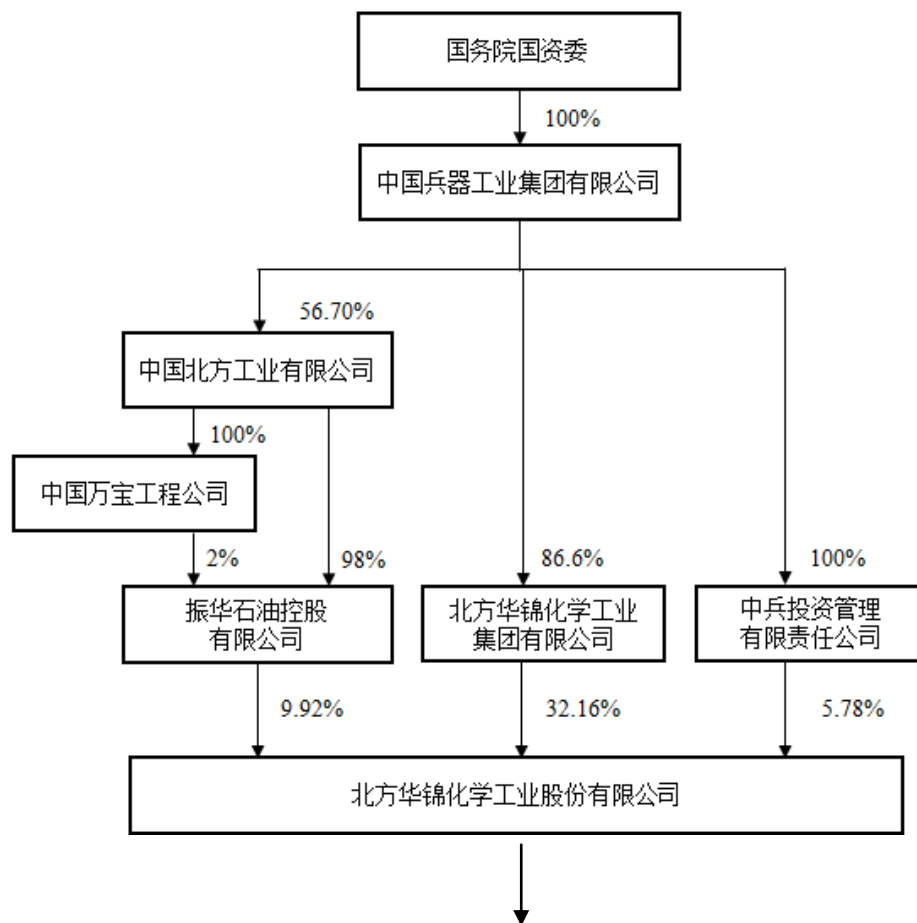 国务院国资委
100%
中国兵器工业集团有限公司
56.70%
中国北方工业有限公司
100%
中国万宝工程公司
2%
98%
86.6%
100%
振华石油控股
有限公司
北方华锦化学工业
集团有限公司
中兵投资管理
有限责任公司
9.92%
32.16%
5.78%
北方华锦化学工业股份有限公司